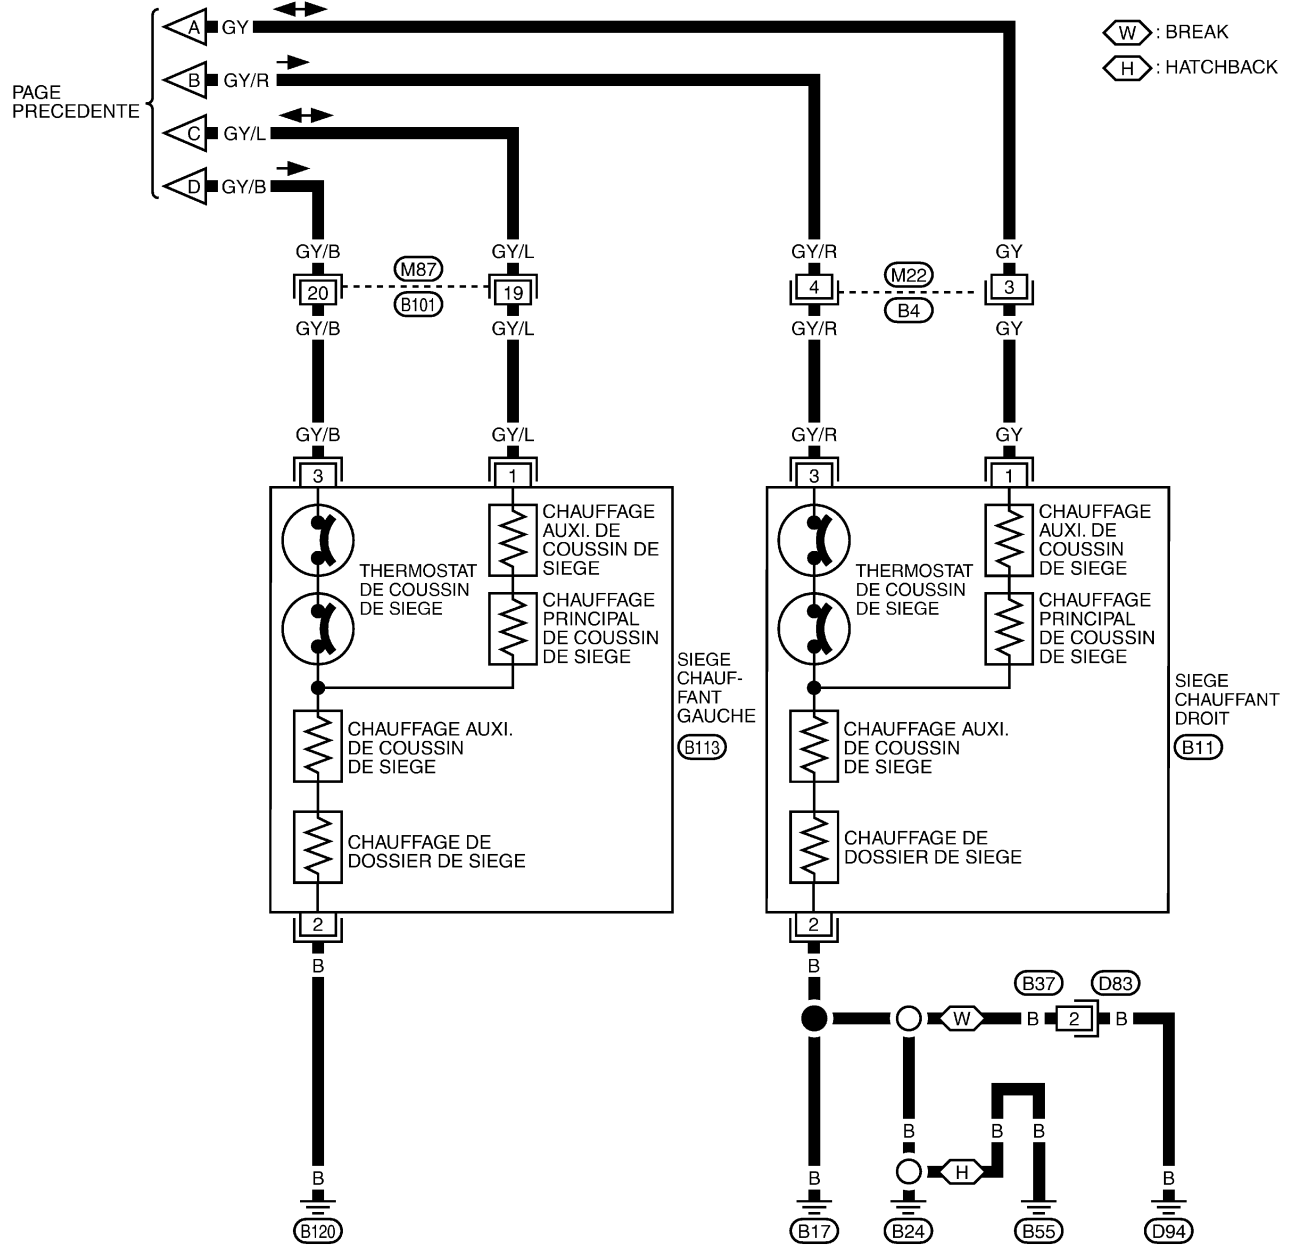 A GY
W : BREAK
H : HATCHBACK
B GY/R
PAGE
PRECEDENTE
C GY/L
D GY/B
GY/B GY/L GY/R GY
M87 M22
20 19 4 3
B101 B4
GY/B GY/L GY/R GY
GY/B GY/L GY/R GY
3 1 3 1
CHAUFFAGE
AUXI. DE
COUSSIN DE
SIEGE
THERMOSTAT
DE COUSSIN
DE SIEGE
CHAUFFAGE
PRINCIPAL
DE COUSSIN
DE SIEGE
SIEGE
CHAUF-
FANT
GAUCHE
B113
CHAUFFAGE AUXI.
DE COUSSIN
DE SIEGE
CHAUFFAGE DE
DOSSIER DE SIEGE
2
B
B
B120
CHAUFFAGE
AUXI. DE
COUSSIN
DE SIEGE
THERMOSTAT
DE COUSSIN
DE SIEGE
CHAUFFAGE
PRINCIPAL
DE COUSSIN
DE SIEGE
SIEGE
CHAUFFANT
DROIT
B11
CHAUFFAGE AUXI.
DE COUSSIN
DE SIEGE
CHAUFFAGE DE
DOSSIER DE SIEGE
2
B
B37 D83
W B 2 B
B B B
H
B B
B17 B24 B55 D94